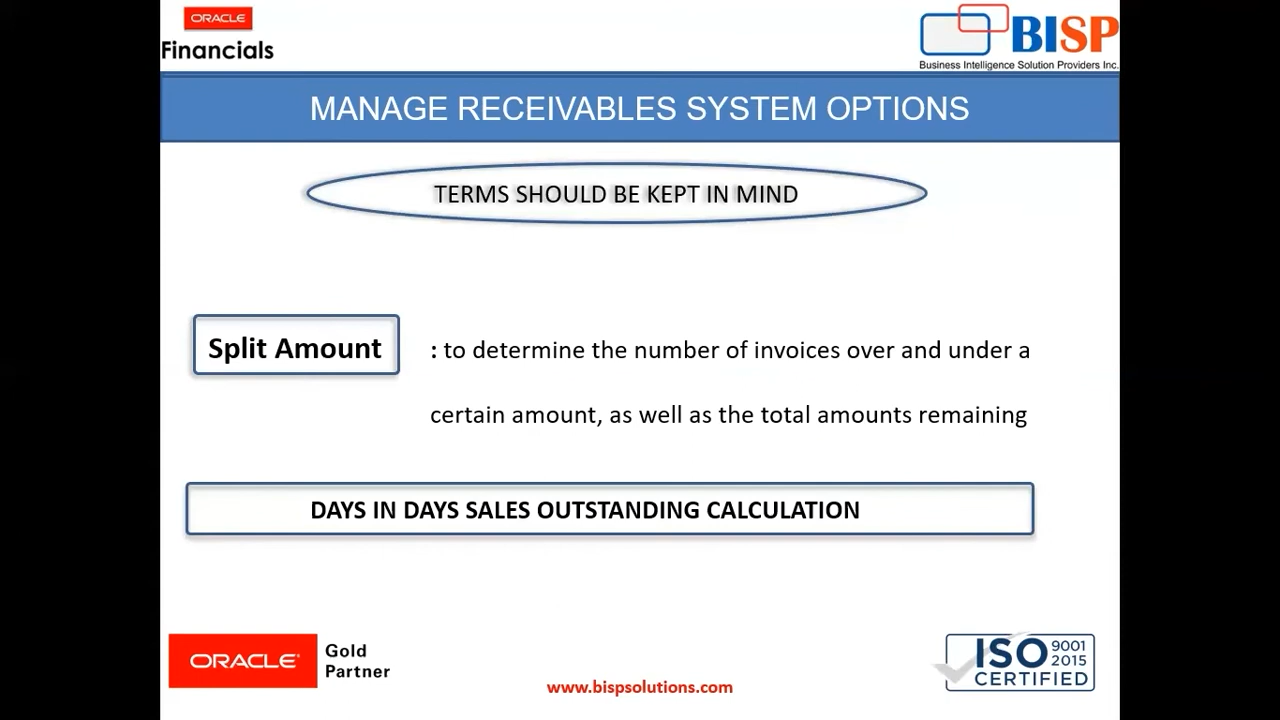 ORACLE
Financials
BISP
Business Intelligence Solution Providers Inc.
MANAGE RECEIVABLES SYSTEM OPTIONS
TERMS SHOULD BE KEPT IN MIND
Split Amount
: to determine the number of invoices over and under a
certain amount, as well as the total amounts remaining
DAYS IN DAYS SALES OUTSTANDING CALCULATION
ORACLE
Gold
Partner
www.bispsolutions.com
ISO 9001
2015
CERTIFIED